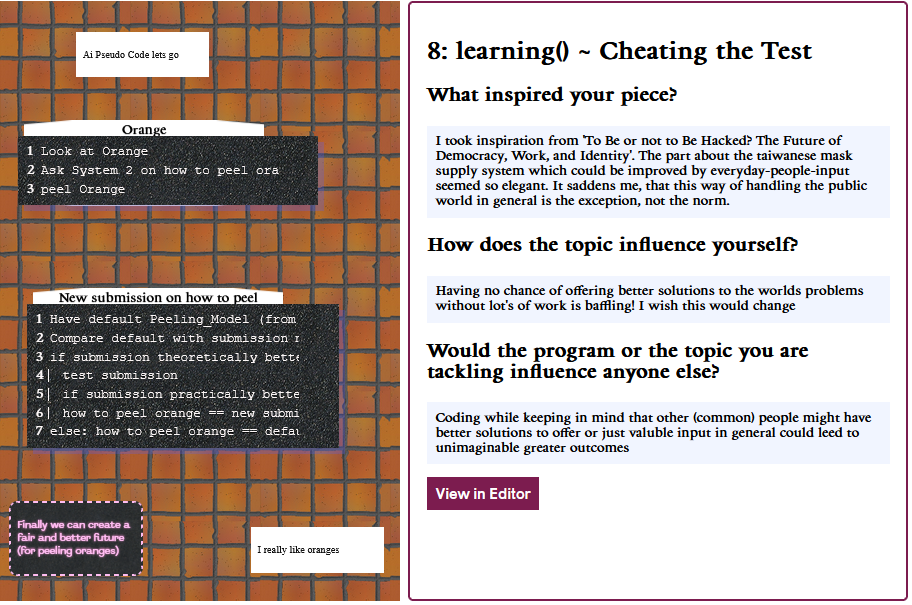 Ai Pseudo Code lets go
Orange
1 Look at Orange
2 Ask System 2 on how to peel ora
3 peel Orange
New submission on how to peel
1 Have default Peeling_Model (from
2 Compare default with submission
3 if submission theoretically bette
4| test submission
5| if submission practically bette
6| how to peel orange == new submi
7 else: how to peel orange == defau
Finally we can create a
fair and better future
(for peeling oranges)
I really like oranges
8: learning() ~ Cheating the Test
What inspired your piece?
I took inspiration from 'To Be or not to Be Hacked? The Future of
Democracy, Work, and Identity'. The part about the taiwanese mask
supply system which could be improved by everyday-people-input
seemed so elegant. It saddens me, that this way of handling the public
world in general is the exception, not the norm.
How does the topic influence yourself?
Having no chance of offering better solutions to the worlds problems
without lot's of work is baffling! I wish this would change
Would the program or the topic you are
tackling influence anyone else?
Coding while keeping in mind that other (common) people might have
better solutions to offer or just valuble input in general could leed to
unimaginable greater outcomes
View in Editor